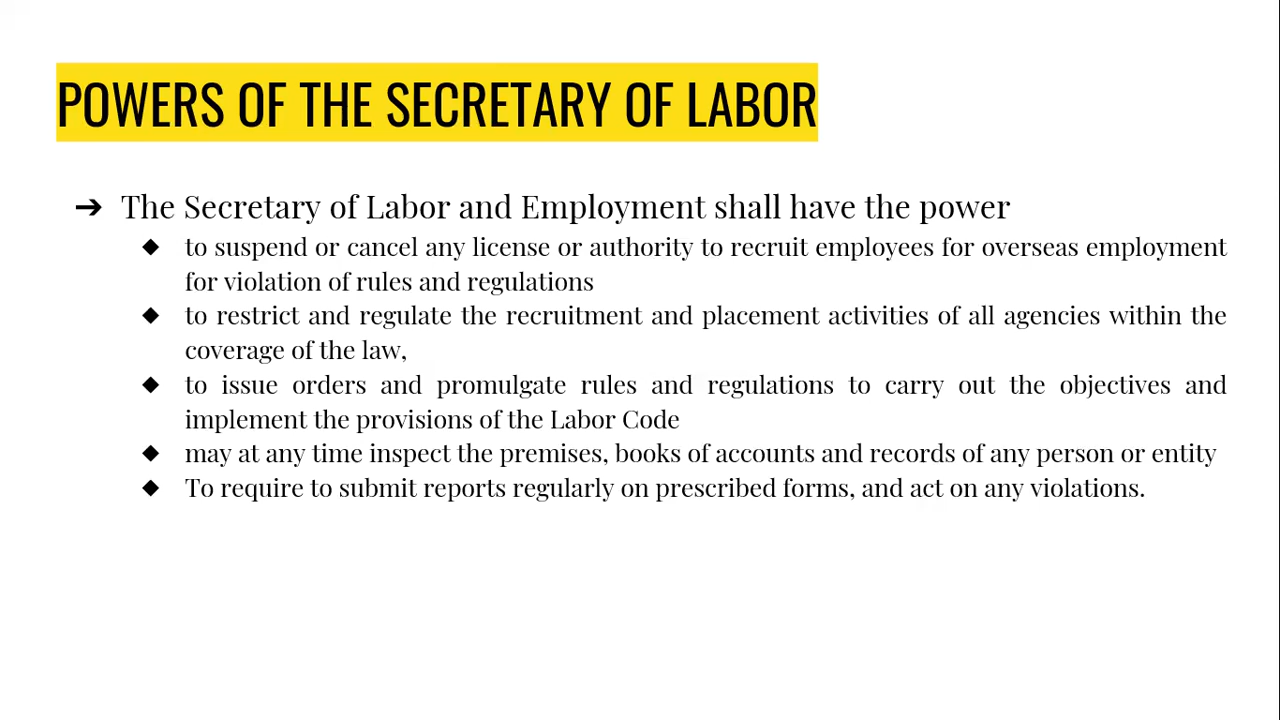 POWERS OF THE SECRETARY OF LABOR
➔ The Secretary of Labor and Employment shall have the power
◆ to suspend or cancel any license or authority to recruit employees for overseas employment
for violation of rules and regulations
◆ to restrict and regulate the recruitment and placement activities of all agencies within the
coverage of the law,
◆ to issue orders and promulgate rules and regulations to carry out the objectives and
implement the provisions of the Labor Code
◆ may at any time inspect the premises, books of accounts and records of any person or entity
◆ To require to submit reports regularly on prescribed forms, and act on any violations.